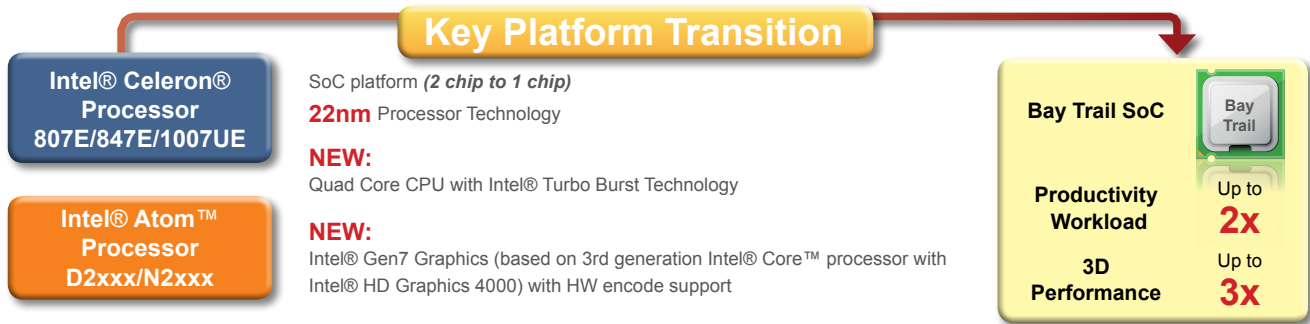 Key Platform Transition
Intel® Celeron®
Processor
807E/847E/1007UE
Intel® Atom™
Processor
D2xxx/N2xxx
SoC platform (2 chip to 1 chip)
22nm Processor Technology
NEW:
Quad Core CPU with Intel® Turbo Burst Technology
NEW:
Intel® Gen7 Graphics (based on 3rd generation Intel® Core™ processor with
Intel® HD Graphics 4000) with HW encode support
Bay Trail SoC
Bay
Trail
Productivity
Workload
Up to
2x
3D
Performance
Up to
3x